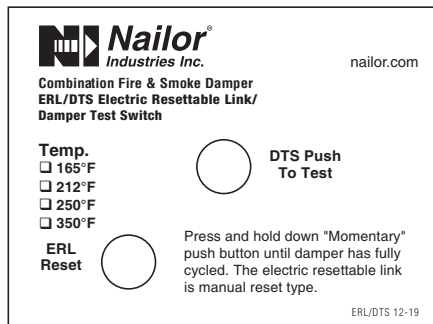 Nailor®
Industries Inc.
nailor.com
Combination Fire & Smoke Damper
ERL/DTS Electric Resettable Link/
Damper Test Switch
Temp.
❑ 165°F
❑ 212°F
❑ 250°F
❑ 350°F
DTS Push
To Test
ERL
Reset
Press and hold down "Momentary"
push button until damper has fully
cycled. The electric resettable link
is manual reset type.
ERL/DTS 12-19